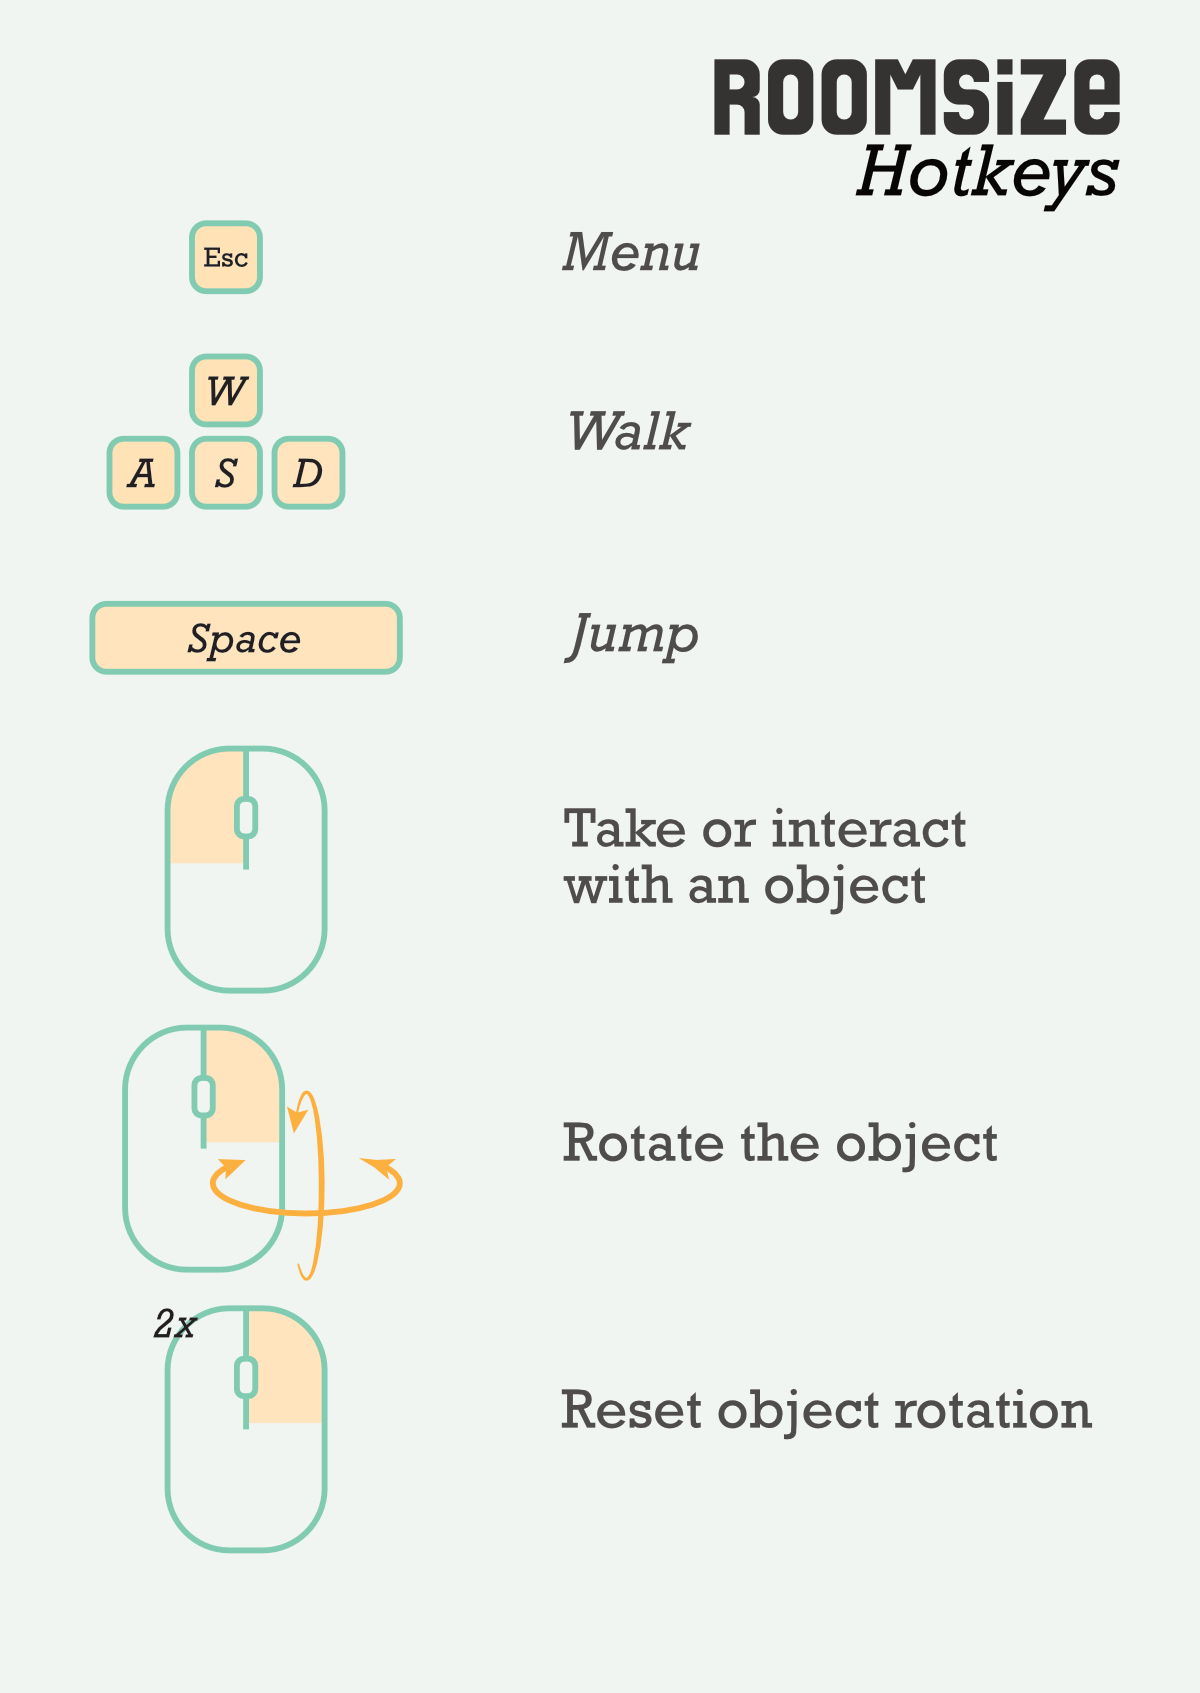 ROOMSiZe
Hotkeys
Esc
Menu
W
A S D
Walk
Space
Jump
Take or interact
with an object
Rotate the object
2x
Reset object rotation